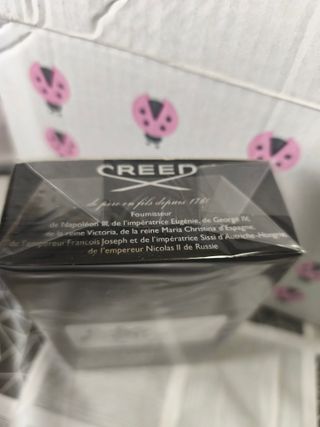 CREED
de père en fils depuis 1760
Fournisseur
de Napoléon III, de l'impératrice Eugénie, de George IV,
de la reine Victoria, de la reine Maria Christina d'Espagne,
de l'empereur François Joseph et de l'impératrice Sissi d'Autriche-Hongrie,
de l'empereur Nicolas II de Russie